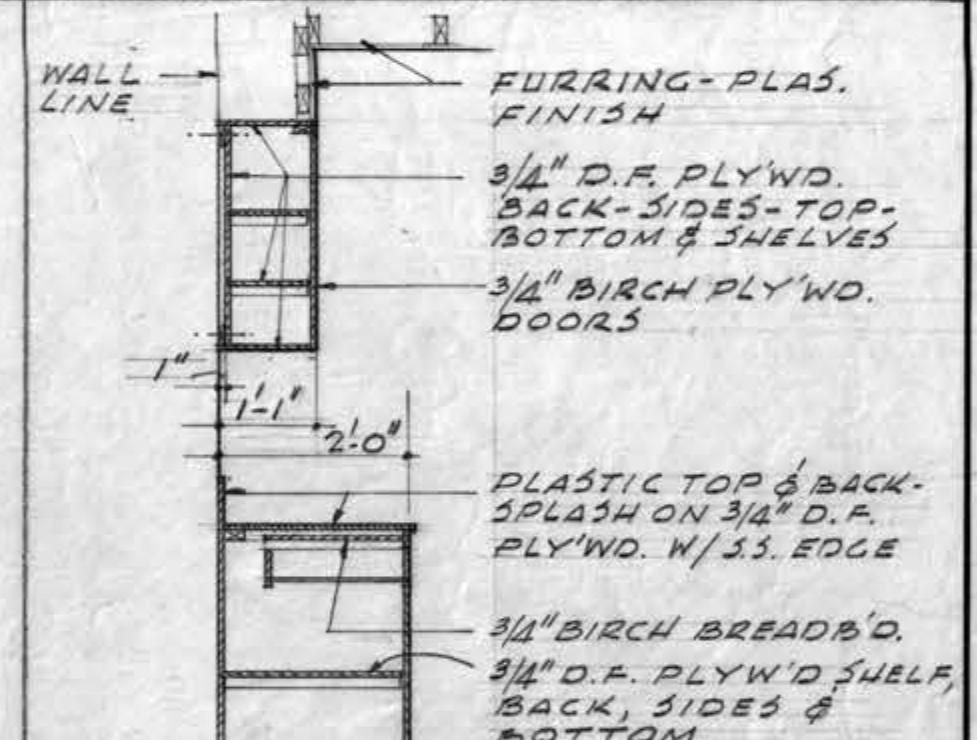 WALL
LINE
FURRING - PLAS.
FINISH
3/4" D.F. PLY'WD.
BACK-SIDES-TOP-
BOTTOM & SHELVES
3/4" BIRCH PLY'WD.
DOORS
1"
1'-1"
2'-0"
PLASTIC TOP & BACK-
SPLASH ON 3/4" D.F.
PLY'WD. W/ S.S. EDGE
3/4" BIRCH BREADB'D.
3/4" D.F. PLYW'D SHELF,
BACK, SIDES &
BOTTOM